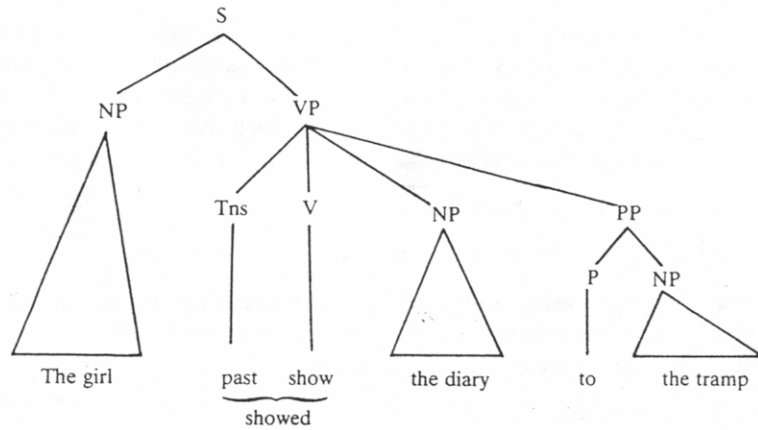 S
NP VP
Tns V NP PP
P NP
The girl past show the diary to the tramp
showed